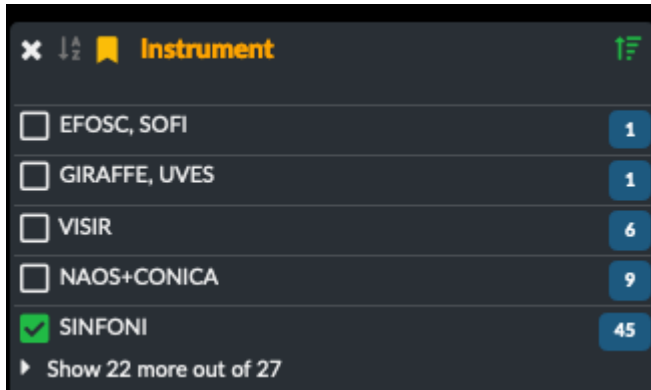 Instrument
EFOSC, SOFI 1
GIRAFFE, UVES 1
VISIR 6
NAOS+CONICA 9
SINFONI 45
Show 22 more out of 27